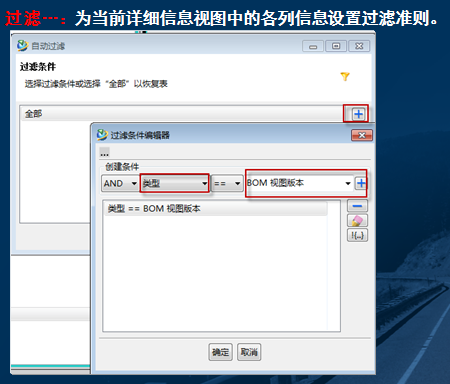 过滤…：为当前详细信息视图中的各列信息设置过滤准则。
自动过滤
过滤条件
选择过滤条件或选择“全部”以恢复表
全部
过滤条件编辑器
...
创建条件
AND 类型 == BOM 视图版本
类型 == BOM 视图版本
!{...}
确定 取消